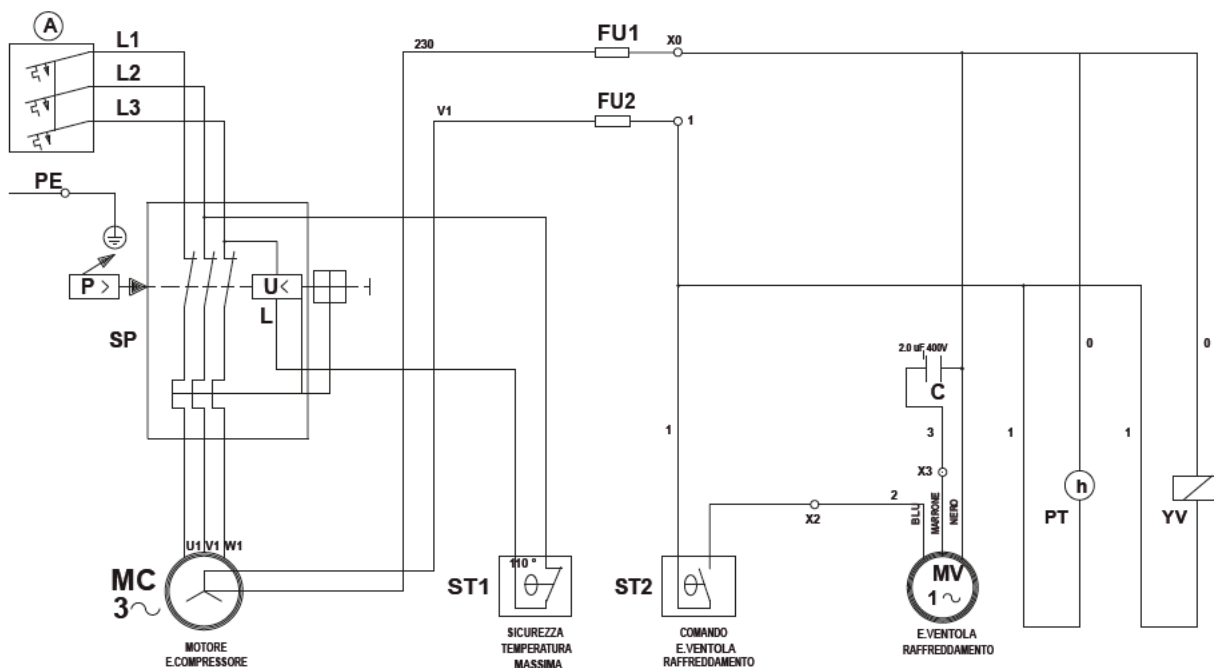 A
L1
L2
L3
PE
P >
SP
U<
L
230
V1
FU1
FU2
X0
1
U1 V1 W1
MC
3~
MOTORE
E.COMPRESSORE
110 °
ST1
SICUREZZA
TEMPERATURA
MASSIMA
1
ST2
COMANDO
E.VENTOLA
RAFFREDDAMENTO
X2
2
2.0 uF 400V
C
3
X3
BLU
MARRONE
NERO
MV
1~
E.VENTOLA
RAFFREDDAMENTO
1
0
h
PT
1
0
YV